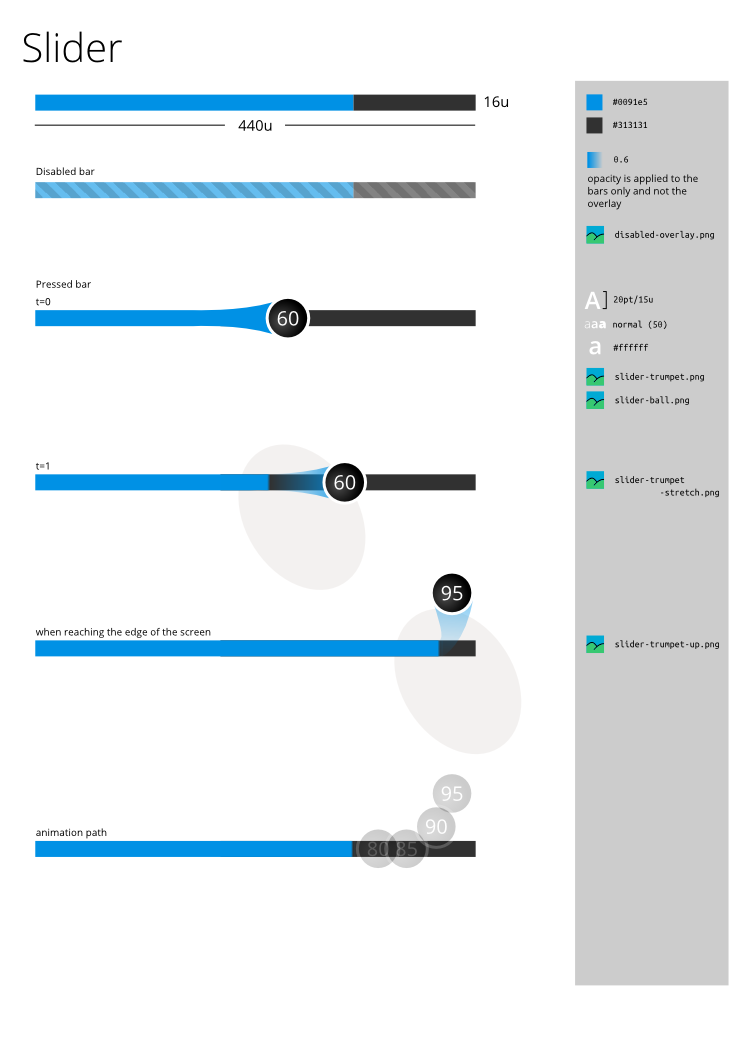 Slider
16u
440u
Disabled bar
Pressed bar
t=0
60
t=1
60
95
when reaching the edge of the screen
95
90
animation path
80 85
#0091e5
#313131
0.6
opacity is applied to the
bars only and not the
overlay
disabled-overlay.png
A] 20pt/15u
aaa normal (50)
a #ffffff
slider-trumpet.png
slider-ball.png
slider-trumpet
-stretch.png
slider-trumpet-up.png